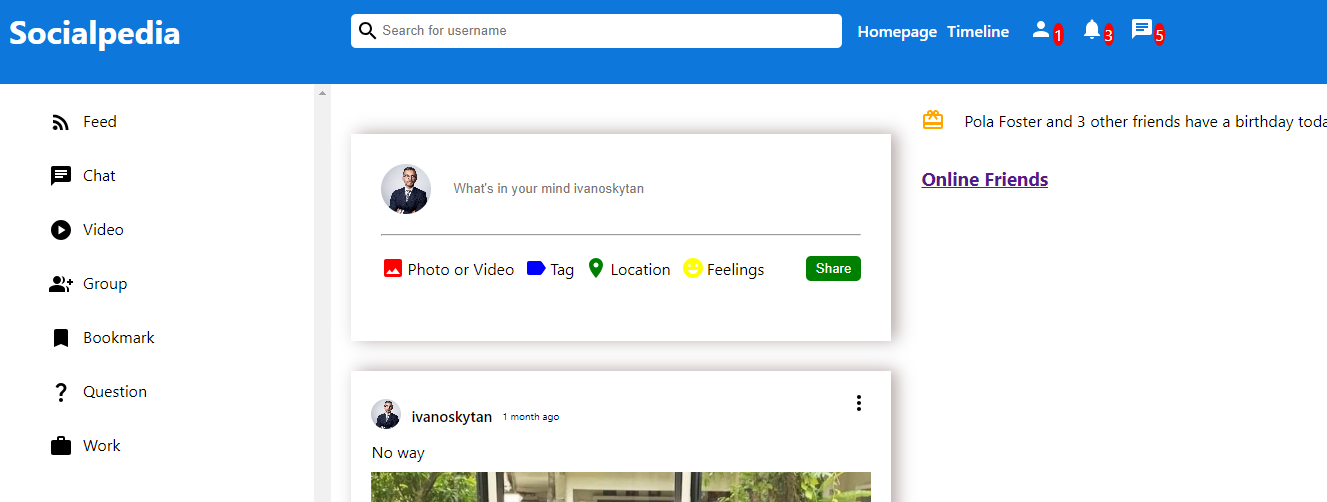 Socialpedia
Search for username
Homepage Timeline 1 3 5
Feed
Chat
Video
Group
Bookmark
Question
Work
What's in your mind ivanoskytan
Photo or Video Tag Location Feelings Share
ivanoskytan 1 month ago
No way
Pola Foster and 3 other friends have a birthday toda
Online Friends